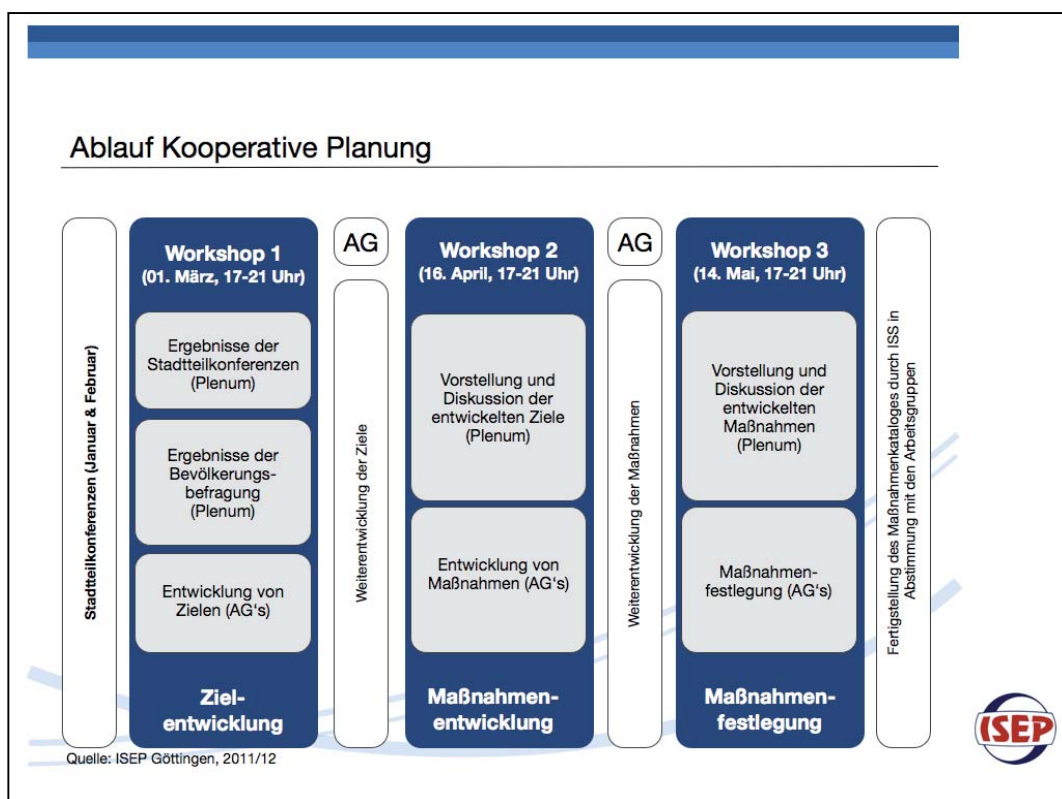 Ablauf Kooperative Planung
Stadtteilkonferenzen (Januar & Februar)
Workshop 1
(01. März, 17-21 Uhr)
Ergebnisse der
Stadtteilkonferenzen
(Plenum)
Ergebnisse der
Bevölkerungs-
befragung
(Plenum)
Entwicklung von
Zielen (AG‘s)
Ziel-
entwicklung
AG
Weiterentwicklung der Ziele
Workshop 2
(16. April, 17-21 Uhr)
Vorstellung und
Diskussion der
entwickelten Ziele
(Plenum)
Entwicklung von
Maßnahmen (AG‘s)
Maßnahmen-
entwicklung
AG
Weiterentwicklung der Maßnahmen
Workshop 3
(14. Mai, 17-21 Uhr)
Vorstellung und
Diskussion der
entwickelten
Maßnahmen
(Plenum)
Maßnahmen-
festlegung (AG‘s)
Maßnahmen-
festlegung
Fertigstellung des Maßnahmenkataloges durch ISS in
Abstimmung mit den Arbeitsgruppen
ISEP
Quelle: ISEP Göttingen, 2011/12